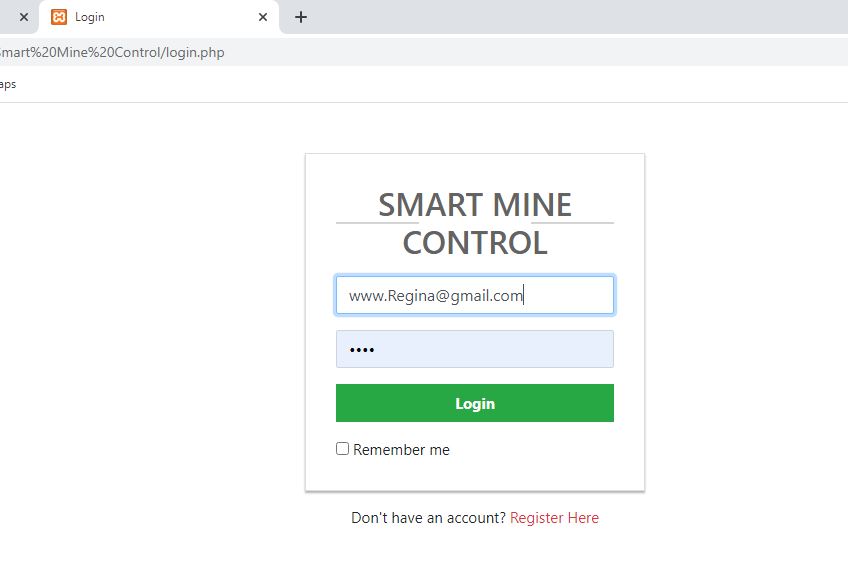 Login
smart%20Mine%20Control/login.php
aps
SMART MINE
CONTROL
www.Regina@gmail.com
••••
Login
Remember me
Don't have an account? Register Here